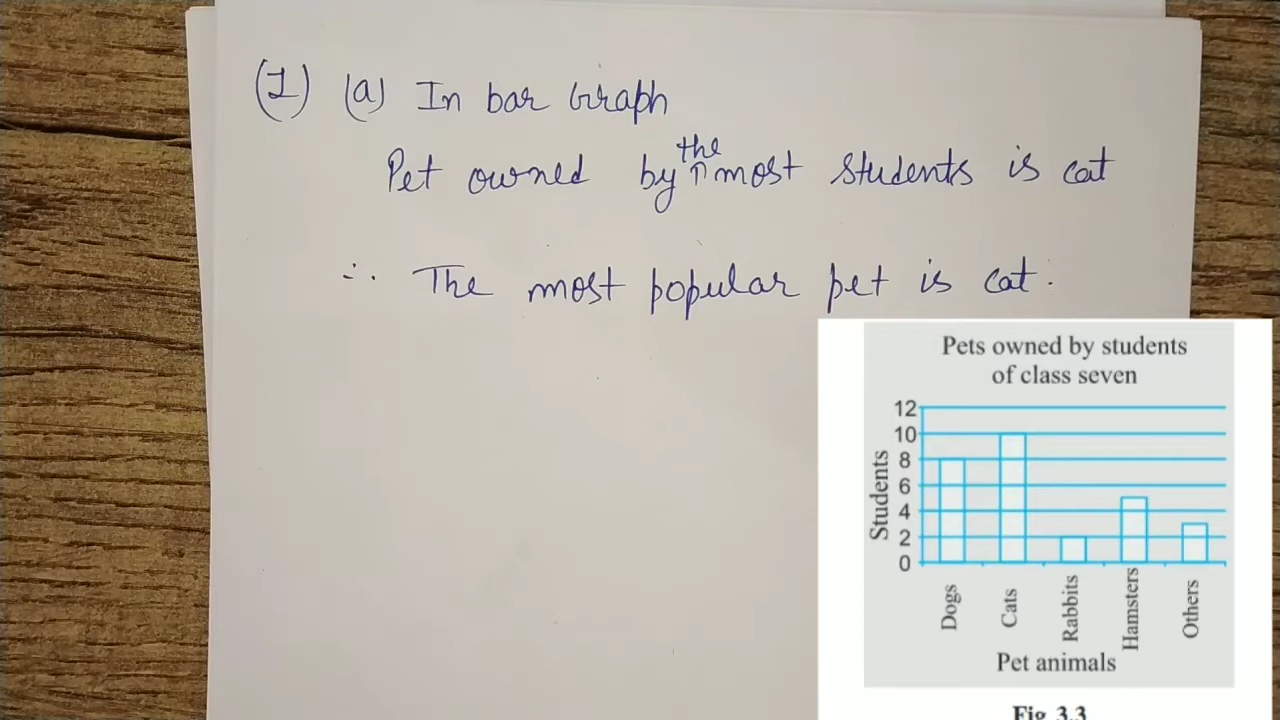 (1) (a) In bar Graph
Pet owned by the most students is cat
∴ The most popular pet is cat.
Pets owned by students
of class seven
12
10
8
6
4
2
0
Students
Dogs
Cats
Rabbits
Hamsters
Others
Pet animals
Fig 3.3